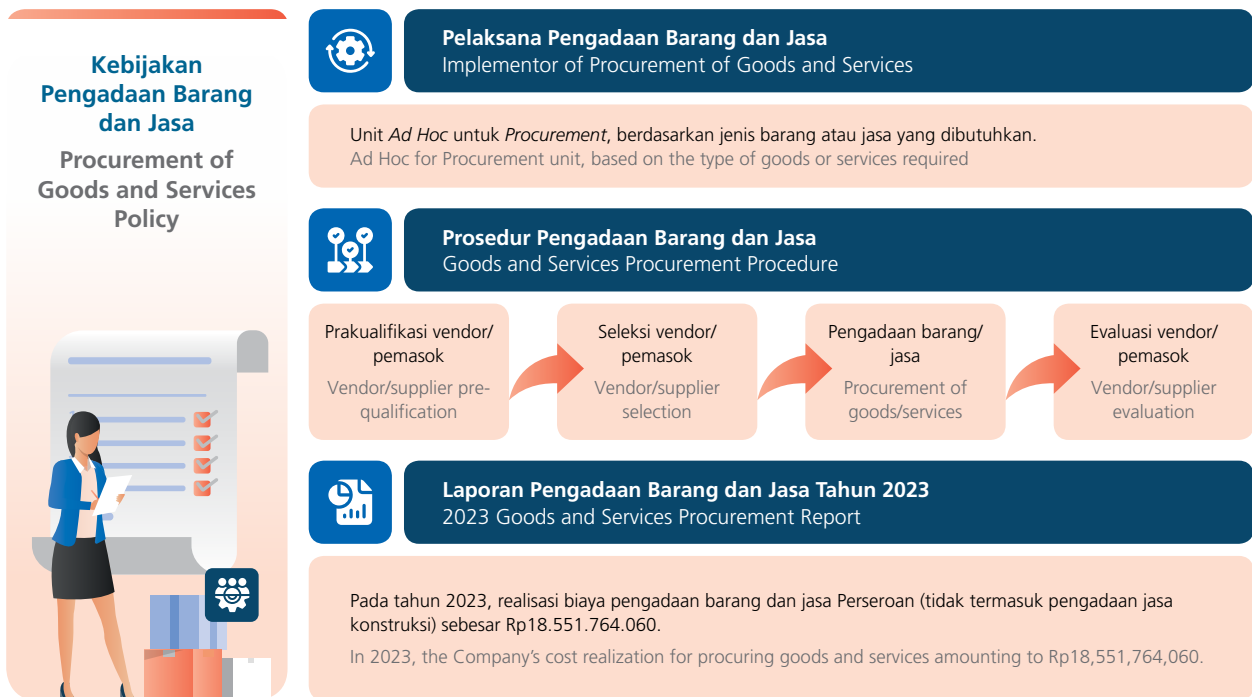 Kebijakan
Pengadaan Barang
dan Jasa
Procurement of
Goods and Services
Policy
Pelaksana Pengadaan Barang dan Jasa
Implementor of Procurement of Goods and Services
Unit Ad Hoc untuk Procurement, berdasarkan jenis barang atau jasa yang dibutuhkan.
Ad Hoc for Procurement unit, based on the type of goods or services required
Prosedur Pengadaan Barang dan Jasa
Goods and Services Procurement Procedure
Prakualifikasi vendor/
pemasok
Vendor/supplier pre-
qualification
Seleksi vendor/
pemasok
Vendor/supplier
selection
Pengadaan barang/
jasa
Procurement of
goods/services
Evaluasi vendor/
pemasok
Vendor/supplier
evaluation
Laporan Pengadaan Barang dan Jasa Tahun 2023
2023 Goods and Services Procurement Report
Pada tahun 2023, realisasi biaya pengadaan barang dan jasa Perseroan (tidak termasuk pengadaan jasa
konstruksi) sebesar Rp18.551.764.060.
In 2023, the Company's cost realization for procuring goods and services amounting to Rp18,551,764,060.